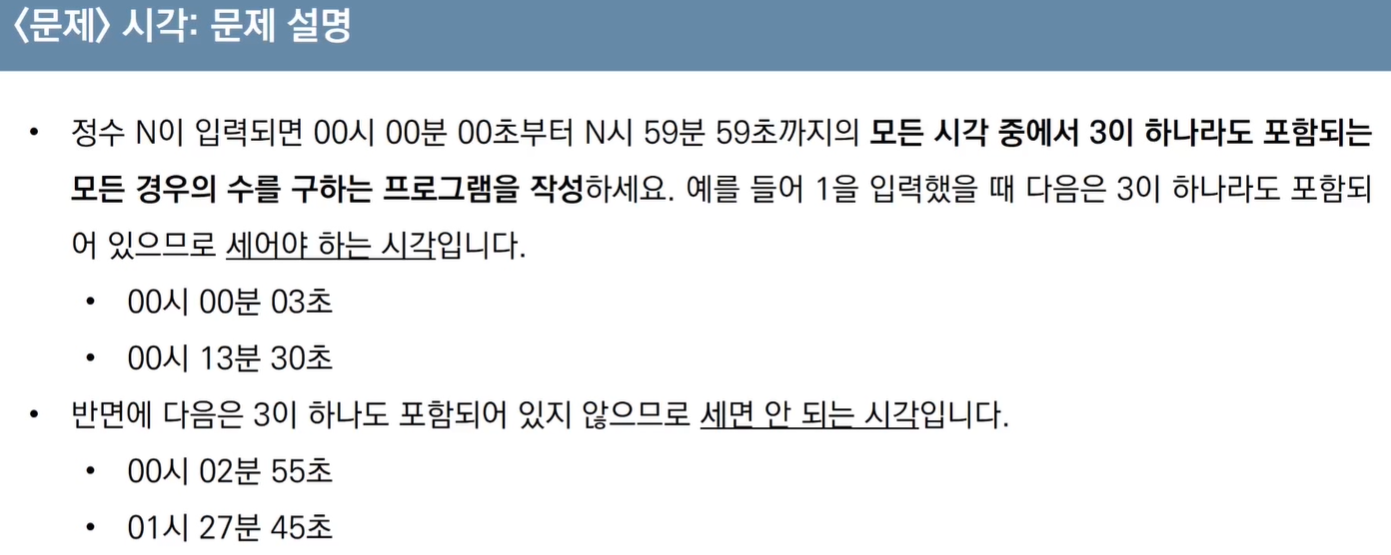 〈문제〉 시각: 문제 설명
• 정수 N이 입력되면 00시 00분 00초부터 N시 59분 59초까지의 모든 시각 중에서 3이 하나라도 포함되는
모든 경우의 수를 구하는 프로그램을 작성하세요. 예를 들어 1을 입력했을 때 다음은 3이 하나라도 포함되
어 있으므로 세어야 하는 시각입니다.
• 00시 00분 03초
• 00시 13분 30초
• 반면에 다음은 3이 하나도 포함되어 있지 않으므로 세면 안 되는 시각입니다.
• 00시 02분 55초
• 01시 27분 45초